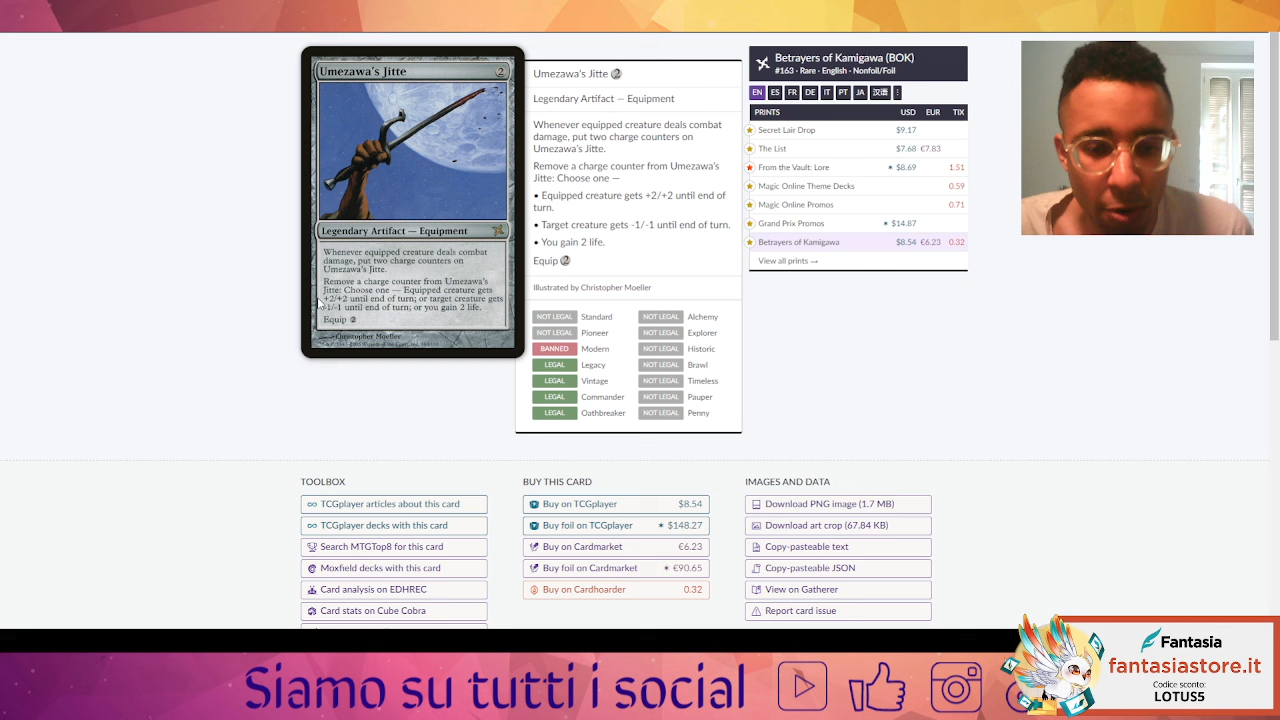 Umezawa's Jitte 2
Legendary Artifact — Equipment
Whenever equipped creature deals combat
damage, put two charge counters on
Umezawa's Jitte.
Remove a charge counter from Umezawa's
Jitte: Choose one — Equipped creature gets
+2/+2 until end of turn; or target creature gets
-1/-1 until end of turn; or you gain 2 life.
Equip 2
Christopher Moeller
Umezawa's Jitte 2
Legendary Artifact — Equipment
Whenever equipped creature deals combat
damage, put two charge counters on
Umezawa's Jitte.
Remove a charge counter from Umezawa's
Jitte: Choose one —
• Equipped creature gets +2/+2 until end of
turn.
• Target creature gets -1/-1 until end of turn.
• You gain 2 life.
Equip 2
Illustrated by Christopher Moeller
NOT LEGAL Standard NOT LEGAL Alchemy
NOT LEGAL Pioneer NOT LEGAL Explorer
BANNED Modern NOT LEGAL Historic
LEGAL Legacy NOT LEGAL Brawl
LEGAL Vintage NOT LEGAL Timeless
LEGAL Commander NOT LEGAL Pauper
LEGAL Oathbreaker NOT LEGAL Penny
Betrayers of Kamigawa (BOK)
#163 · Rare · English · Nonfoil/Foil
EN ES FR DE IT PT JA 汉语
PRINTS USD EUR TIX
Secret Lair Drop $9.17
The List $7.68 €7.83
From the Vault: Lore ✶ $8.69 1.51
Magic Online Theme Decks 0.59
Magic Online Promos 0.71
Grand Prix Promos ✶ $14.87
Betrayers of Kamigawa $8.54 €6.23 0.32
View all prints →
TOOLBOX
TCGplayer articles about this card
TCGplayer decks with this card
Search MTGTop8 for this card
Moxfield decks with this card
Card analysis on EDHREC
Card stats on Cube Cobra
BUY THIS CARD
Buy on TCGplayer $8.54
Buy foil on TCGplayer ✶ $148.27
Buy on Cardmarket €6.23
Buy foil on Cardmarket ✶ €90.65
Buy on Cardhoarder 0.32
IMAGES AND DATA
Download PNG image (1.7 MB)
Download art crop (67.84 KB)
Copy-pasteable text
Copy-pasteable JSON
View on Gatherer
Report card issue
Siamo su tutti i social
Fantasia
fantasiastore.it
Codice sconto:
LOTUS5